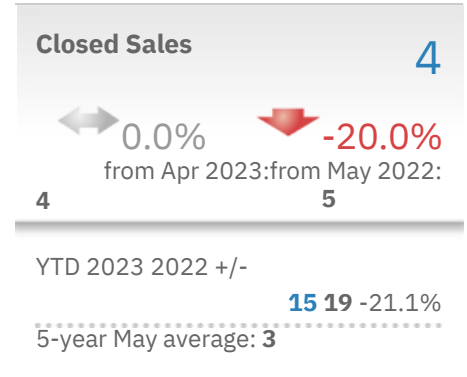 Closed Sales 4
0.0% -20.0%
from Apr 2023:from May 2022:
4 5
YTD 2023 2022 +/-
15 19 -21.1%
5-year May average: 3